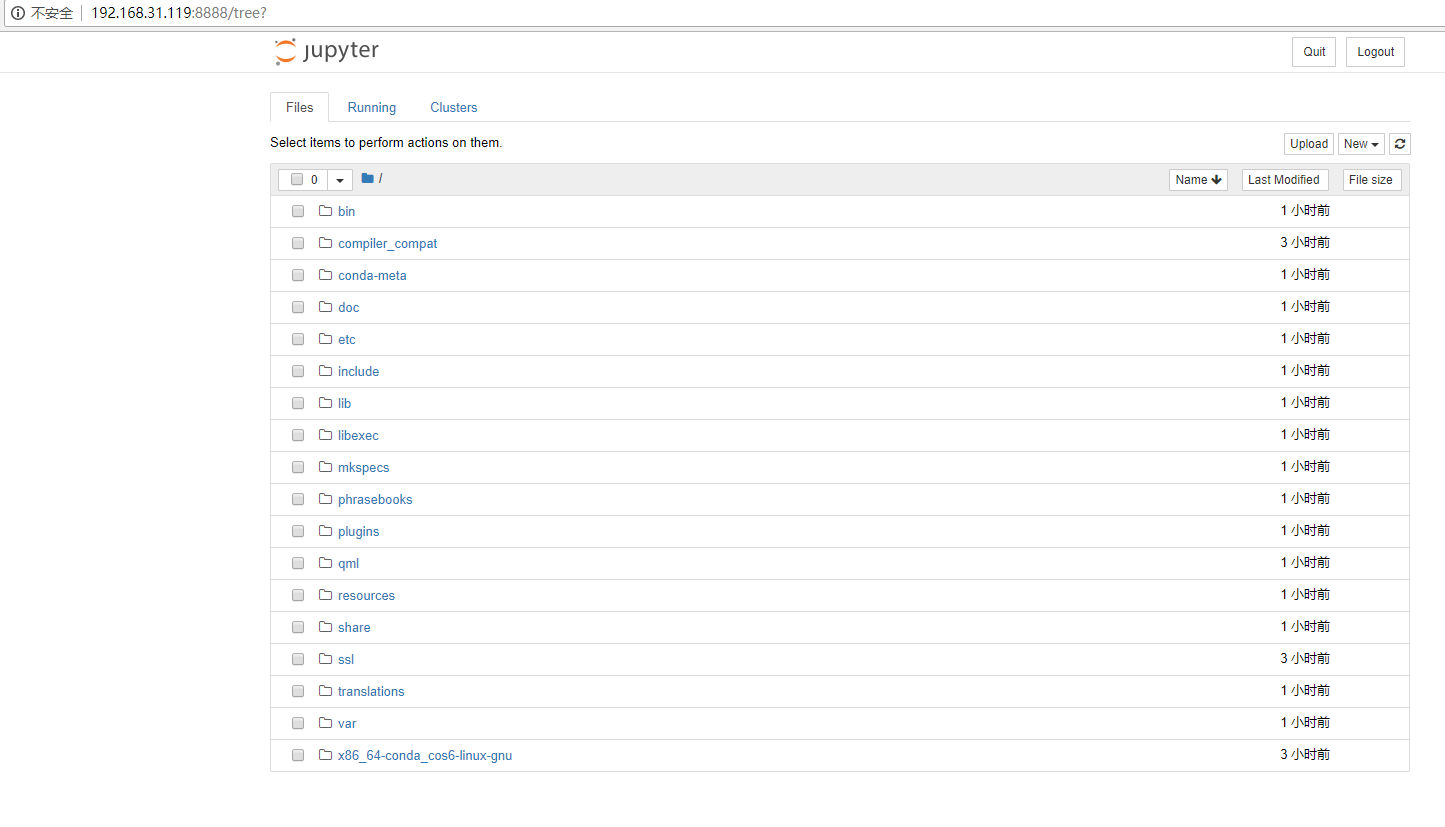 不安全 192.168.31.119:8888/tree?
jupyter Quit Logout
Files Running Clusters
Select items to perform actions on them. Upload New
0 / Name Last Modified File size
bin 1 小时前
compiler_compat 3 小时前
conda-meta 1 小时前
doc 1 小时前
etc 1 小时前
include 1 小时前
lib 1 小时前
libexec 1 小时前
mkspecs 1 小时前
phrasebooks 1 小时前
plugins 1 小时前
qml 1 小时前
resources 1 小时前
share 1 小时前
ssl 3 小时前
translations 1 小时前
var 1 小时前
x86_64-conda_cos6-linux-gnu 3 小时前